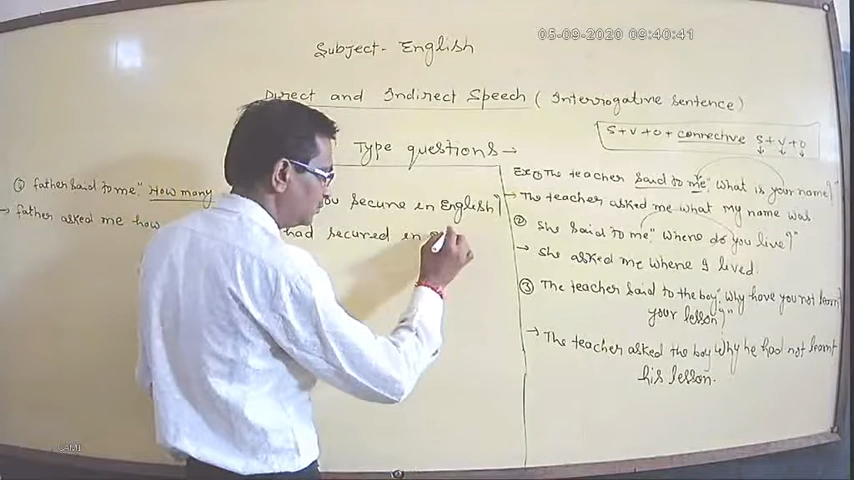 05-09-2020 09:40:41
Subject- English
Direct and Indirect Speech ( Interrogative sentence )
S+V+O + connective S+V+O
Type questions →
Ex① The teacher said to me "What is your name?"
→ The teacher asked me what my name was
② She said to me "Where do you live?"
→ She asked me where I lived.
③ The teacher said to the boy "Why have you not learnt
your lesson?"
→ The teacher asked the boy why he had not learnt
his lesson.
father said to me " How many you secure in English"?
→ father asked me how had secured in